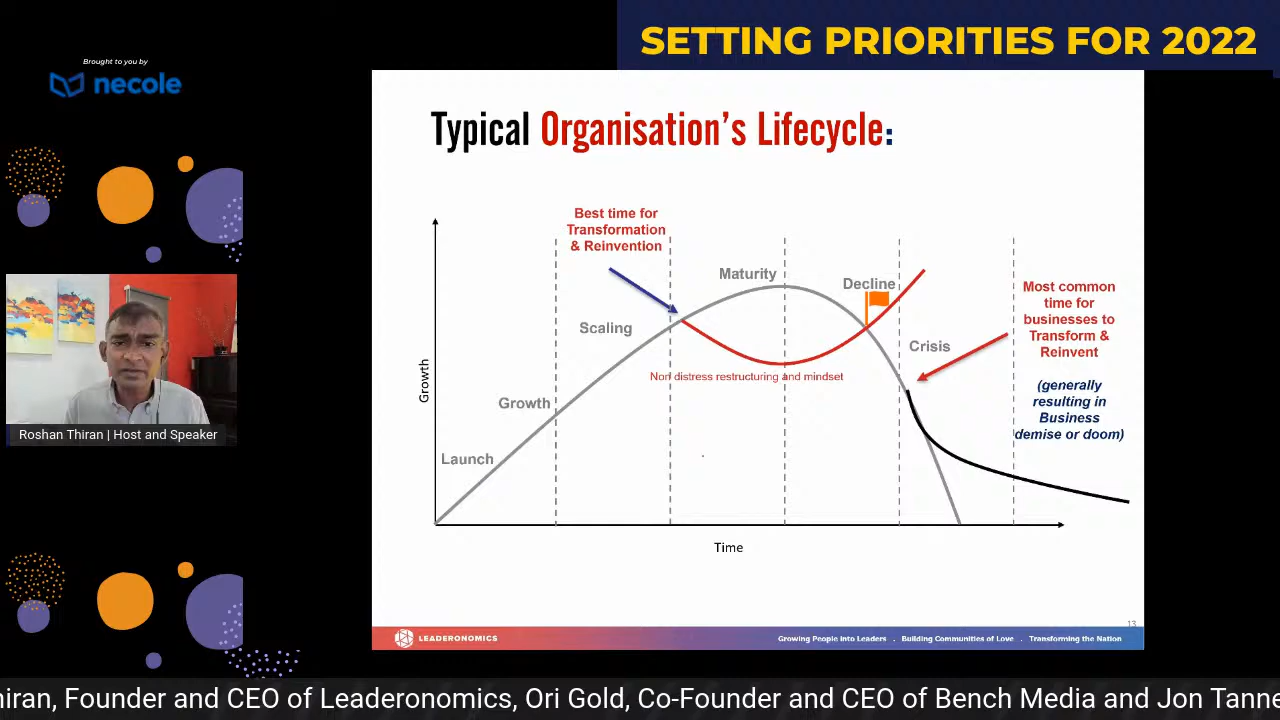 SETTING PRIORITIES FOR 2022
Brought to you by
necole
Typical Organisation's Lifecycle:
Best time for
Transformation
& Reinvention
Maturity
Decline
Scaling
Crisis
Most common
time for
businesses to
Transform &
Reinvent
(generally
resulting in
Business
demise or doom)
Non distress restructuring and mindset
Growth
Growth
Launch
Time
Roshan Thiran | Host and Speaker
13
LEADERONOMICS
Growing People into Leaders . Building Communities of Love . Transforming the Nation
hiran, Founder and CEO of Leaderonomics, Ori Gold, Co-Founder and CEO of Bench Media and Jon Tanne